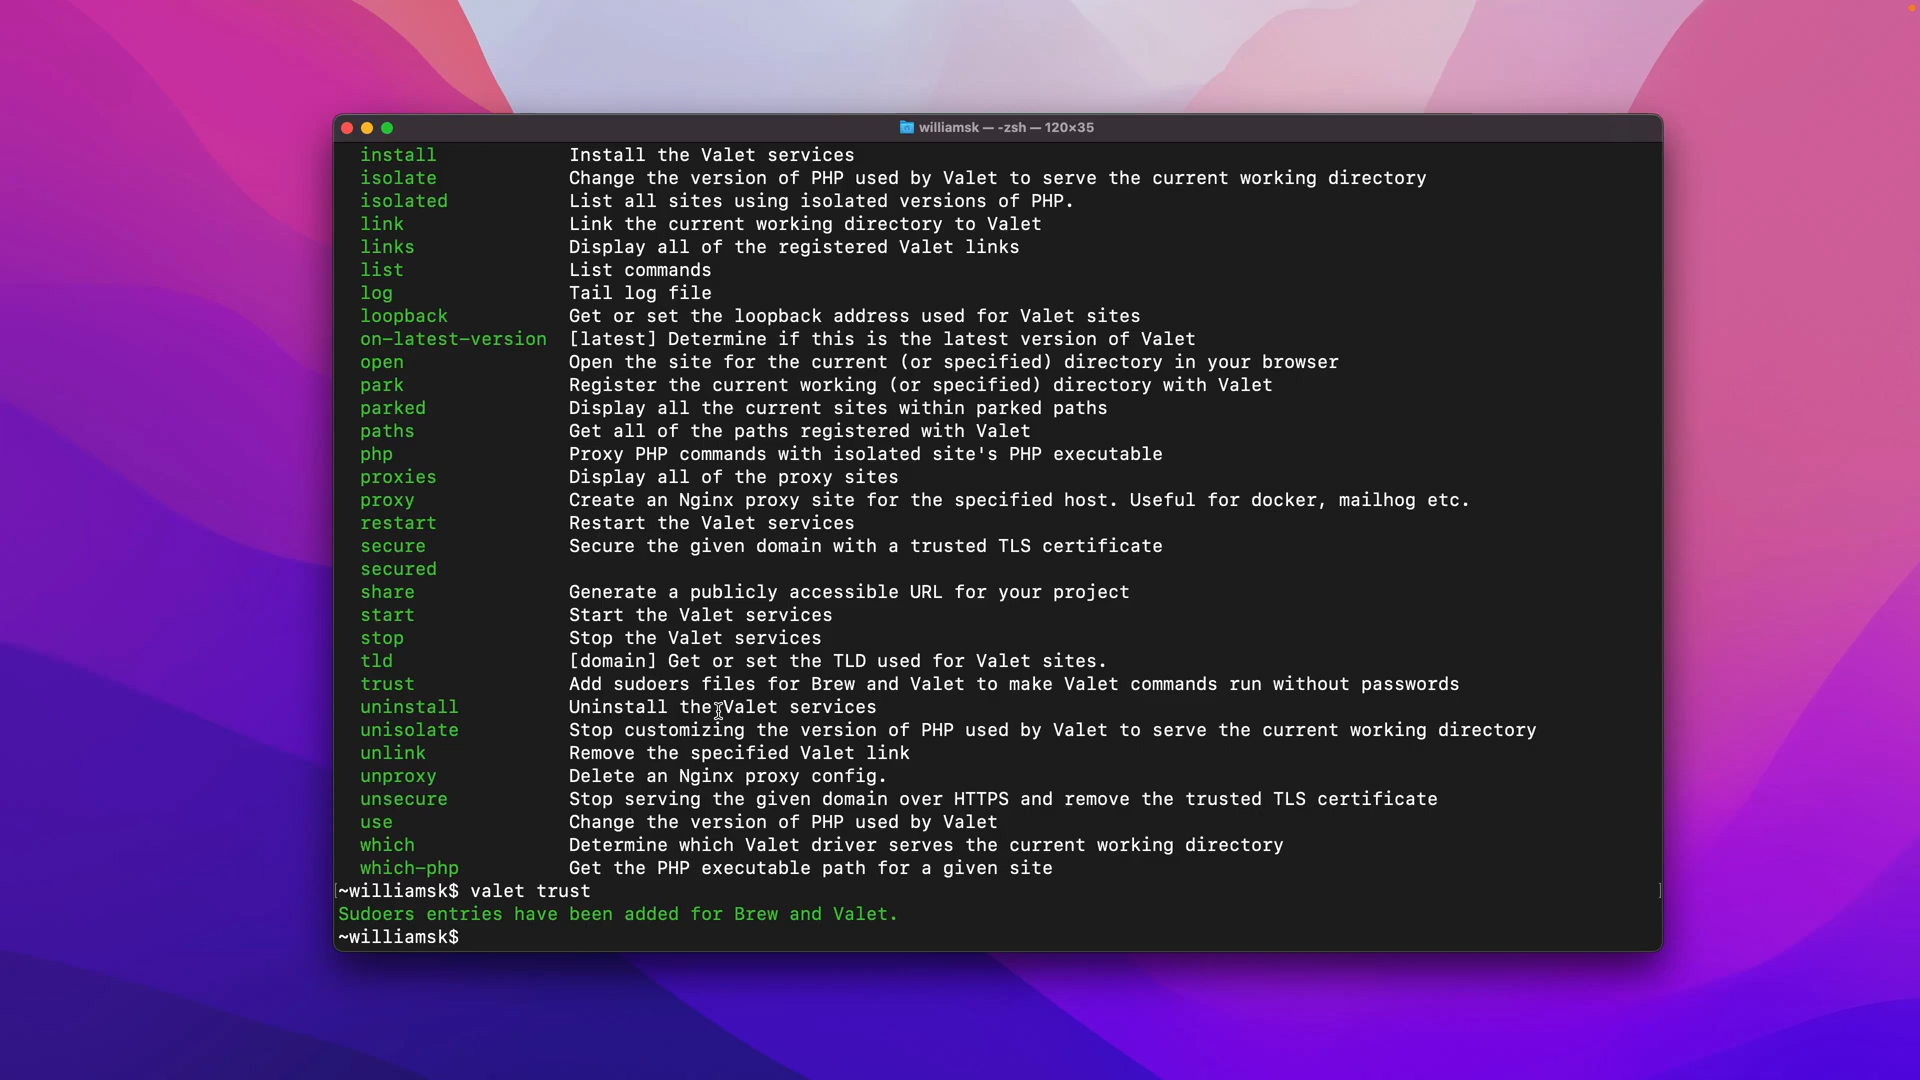 williamsk — -zsh — 120×35
install Install the Valet services
isolate Change the version of PHP used by Valet to serve the current working directory
isolated List all sites using isolated versions of PHP.
link Link the current working directory to Valet
links Display all of the registered Valet links
list List commands
log Tail log file
loopback Get or set the loopback address used for Valet sites
on-latest-version [latest] Determine if this is the latest version of Valet
open Open the site for the current (or specified) directory in your browser
park Register the current working (or specified) directory with Valet
parked Display all the current sites within parked paths
paths Get all of the paths registered with Valet
php Proxy PHP commands with isolated site's PHP executable
proxies Display all of the proxy sites
proxy Create an Nginx proxy site for the specified host. Useful for docker, mailhog etc.
restart Restart the Valet services
secure Secure the given domain with a trusted TLS certificate
secured
share Generate a publicly accessible URL for your project
start Start the Valet services
stop Stop the Valet services
tld [domain] Get or set the TLD used for Valet sites.
trust Add sudoers files for Brew and Valet to make Valet commands run without passwords
uninstall Uninstall the Valet services
unisolate Stop customizing the version of PHP used by Valet to serve the current working directory
unlink Remove the specified Valet link
unproxy Delete an Nginx proxy config.
unsecure Stop serving the given domain over HTTPS and remove the trusted TLS certificate
use Change the version of PHP used by Valet
which Determine which Valet driver serves the current working directory
which-php Get the PHP executable path for a given site
[~williamsk$ valet trust ]
Sudoers entries have been added for Brew and Valet.
~williamsk$